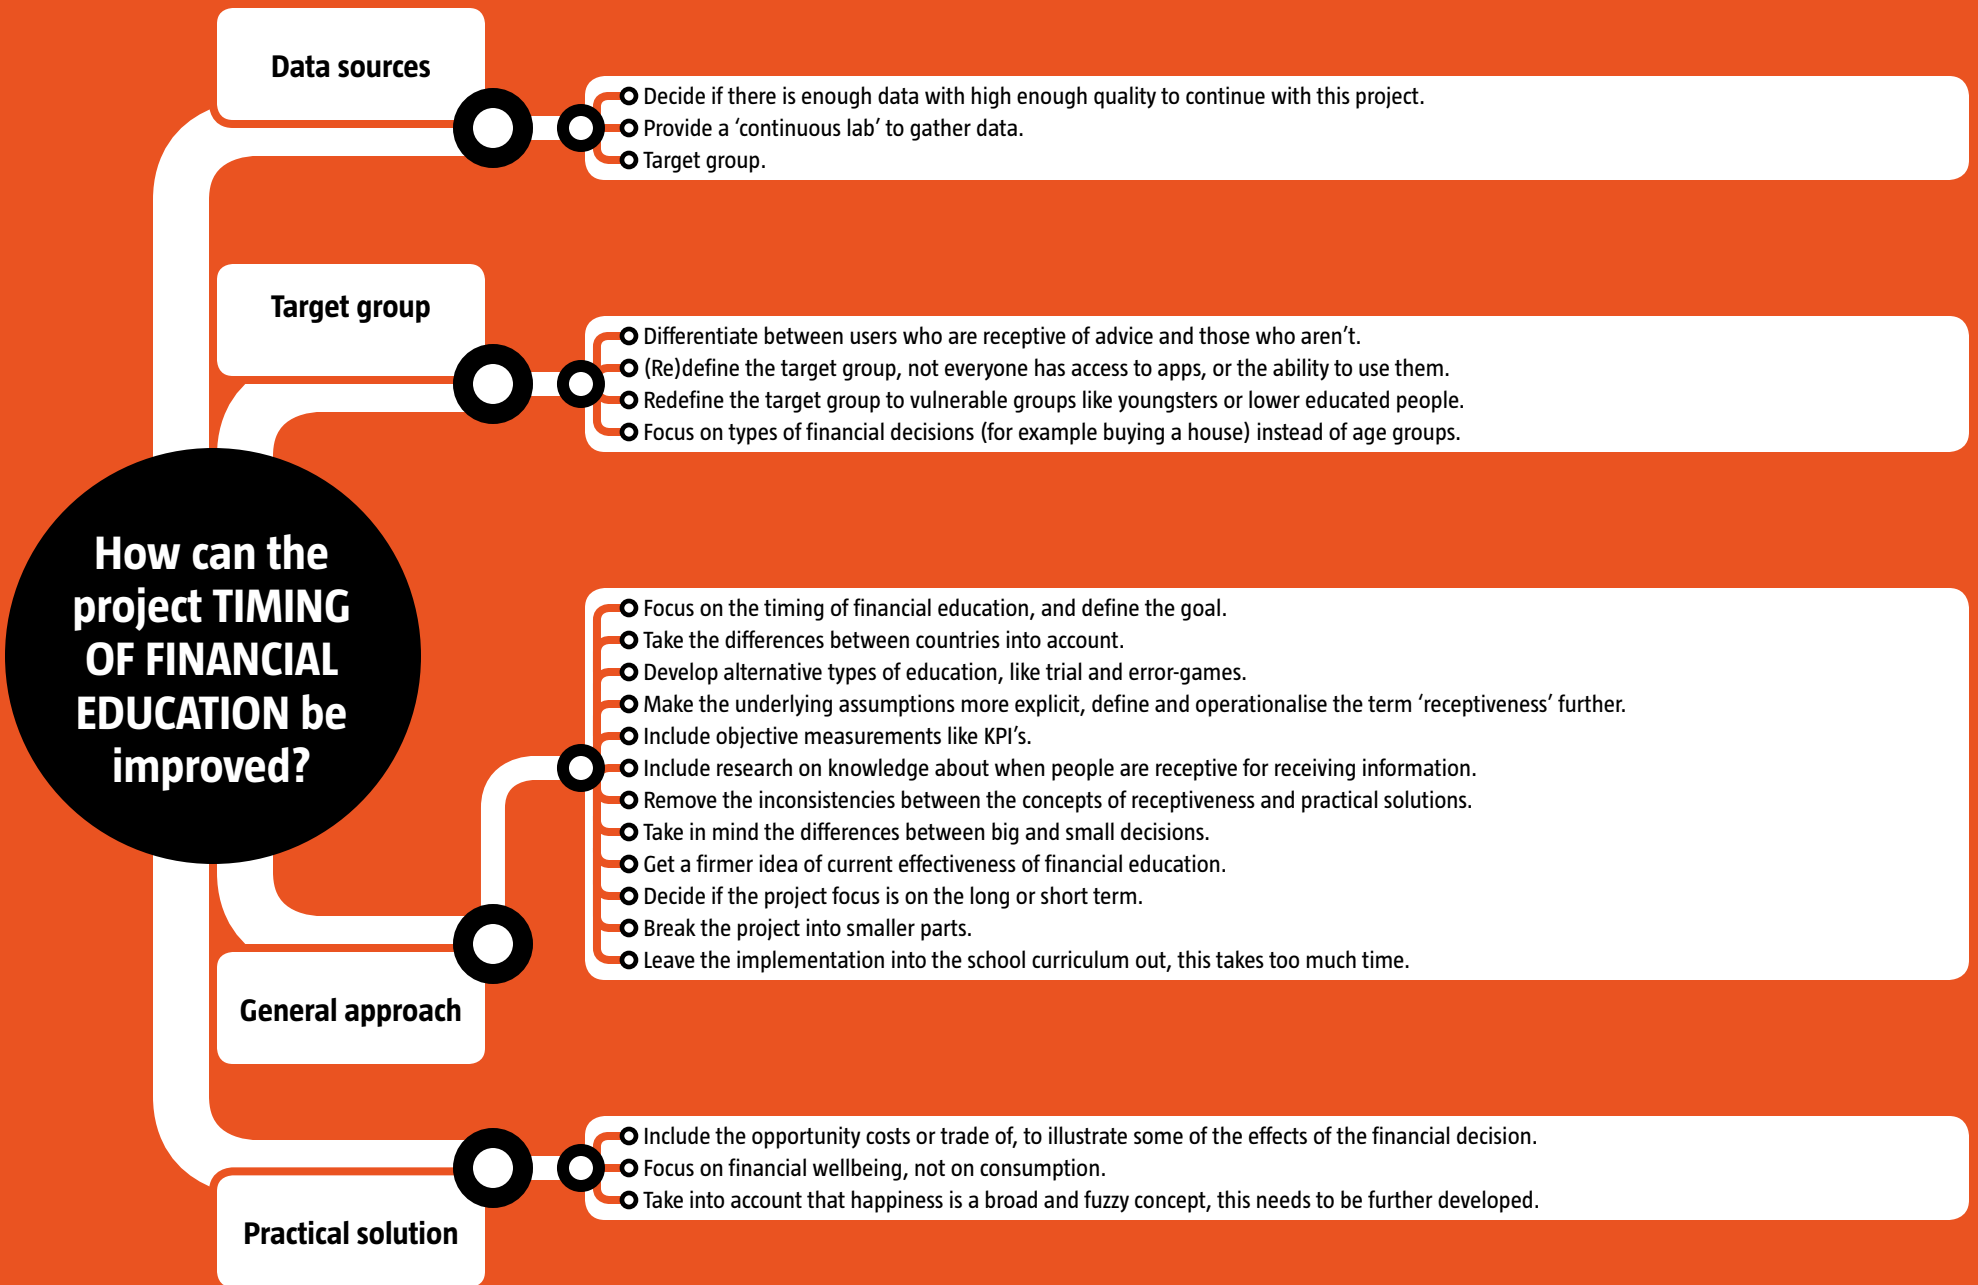 Data sources
Decide if there is enough data with high enough quality to continue with this project.
Provide a ‘continuous lab’ to gather data.
Target group.
Target group
Differentiate between users who are receptive of advice and those who aren’t.
(Re)define the target group, not everyone has access to apps, or the ability to use them.
Redefine the target group to vulnerable groups like youngsters or lower educated people.
Focus on types of financial decisions (for example buying a house) instead of age groups.
How can the
project TIMING
OF FINANCIAL
EDUCATION be
improved?
General approach
Focus on the timing of financial education, and define the goal.
Take the differences between countries into account.
Develop alternative types of education, like trial and error-games.
Make the underlying assumptions more explicit, define and operationalise the term ‘receptiveness’ further.
Include objective measurements like KPI’s.
Include research on knowledge about when people are receptive for receiving information.
Remove the inconsistencies between the concepts of receptiveness and practical solutions.
Take in mind the differences between big and small decisions.
Get a firmer idea of current effectiveness of financial education.
Decide if the project focus is on the long or short term.
Break the project into smaller parts.
Leave the implementation into the school curriculum out, this takes too much time.
Practical solution
Include the opportunity costs or trade of, to illustrate some of the effects of the financial decision.
Focus on financial wellbeing, not on consumption.
Take into account that happiness is a broad and fuzzy concept, this needs to be further developed.